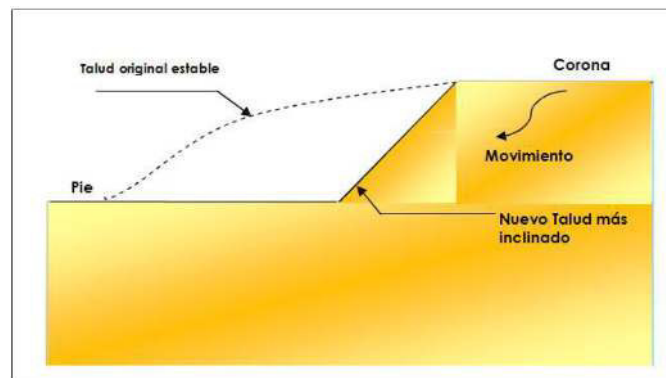 Talud original estable
Corona
Movimiento
Pie
Nuevo Talud más
inclinado